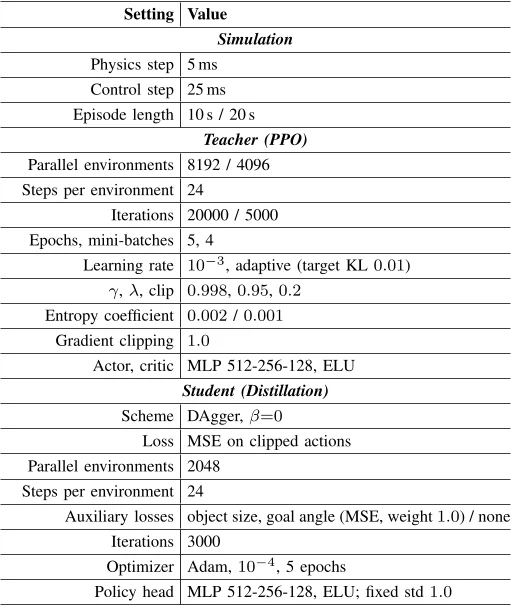 Setting Value
Simulation
Physics step 5 ms
Control step 25 ms
Episode length 10 s / 20 s
Teacher (PPO)
Parallel environments 8192 / 4096
Steps per environment 24
Iterations 20000 / 5000
Epochs, mini-batches 5, 4
Learning rate 10⁻³, adaptive (target KL 0.01)
γ, λ, clip 0.998, 0.95, 0.2
Entropy coefficient 0.002 / 0.001
Gradient clipping 1.0
Actor, critic MLP 512-256-128, ELU
Student (Distillation)
Scheme DAgger, β=0
Loss MSE on clipped actions
Parallel environments 2048
Steps per environment 24
Auxiliary losses object size, goal angle (MSE, weight 1.0) / none
Iterations 3000
Optimizer Adam, 10⁻⁴, 5 epochs
Policy head MLP 512-256-128, ELU; fixed std 1.0